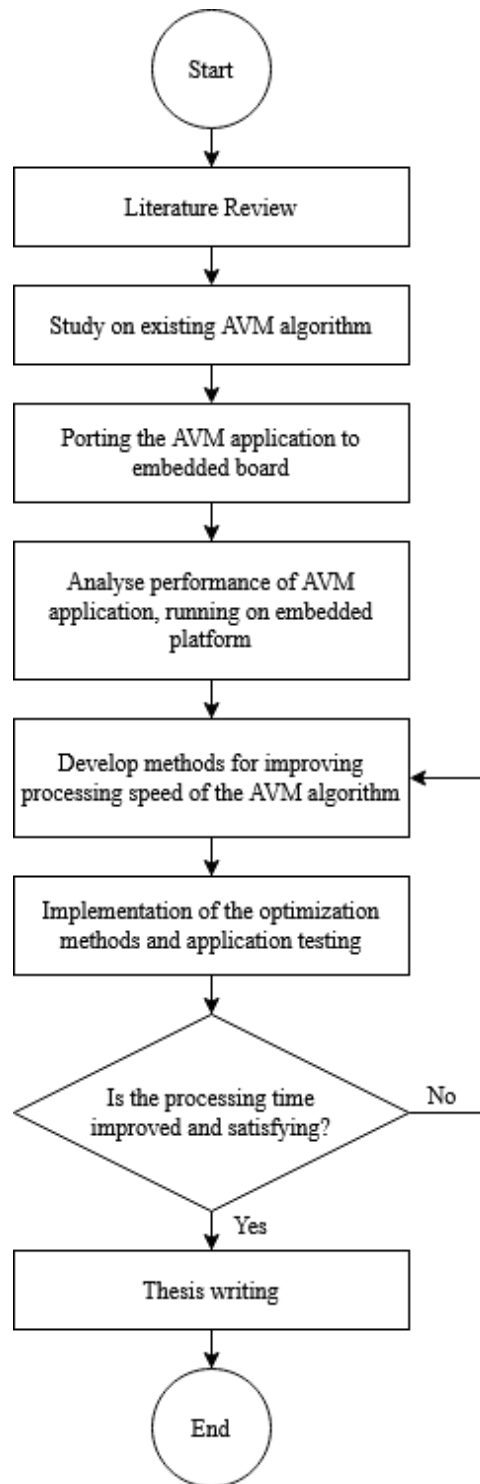 Start
Literature Review
Study on existing AVM algorithm
Porting the AVM application to
embedded board
Analyse performance of AVM
application, running on embedded
platform
Develop methods for improving
processing speed of the AVM algorithm
Implementation of the optimization
methods and application testing
Is the processing time
improved and satisfying?
No
Yes
Thesis writing
End